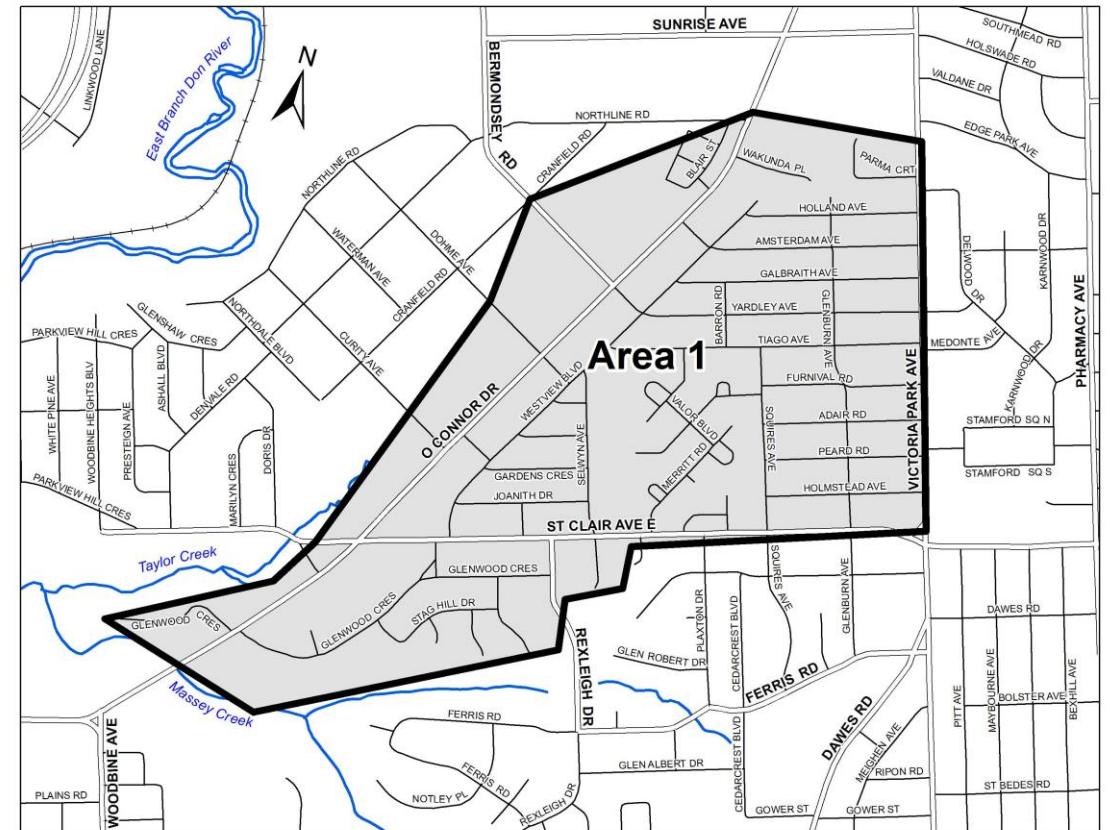 SUNRISE AVE
SOUTHMEAD RD
HOLSWADE RD
LINKWOOD LANE
East Branch Don River
N
BERMONDSEY
RD
VALDANE DR
NORTHLINE RD
EDGE PARK AVE
CRANFIELD RD
BLAIR ST
WAKUNDA PL
PARMA CRT
NORTHLINE RD
HOLLAND AVE
KARNWOOD DR
DOHME AVE
WATERMAN AVE
AMSTERDAM AVE
DELWOOD
DR
GALBRAITH AVE
CRANFIELD RD
BARRON RD
YARDLEY AVE
GLENBURN AVE
PHARMACY AVE
GLENSHAW CRES
NORTHDALE BLVD
PARKVIEW HILL CRES
CURITY AVE
TIAGO AVE
MEDONTE AVE
Area 1
WHITE PINE AVE
WOODBINE HEIGHTS BLV
ASHALL BLVD
DENVALE RD
WESTVIEW BLVD
FURNIVAL RD
VICTORIA PARK AVE
KARNWOOD DR
PRESTEIGN AVE
O CONNOR DR
VALOR BLVD
SQUIRES AVE
ADAIR RD
STAMFORD SQ N
SELWYN AVE
DORIS DR
MERRITT RD
PEARD RD
STAMFORD SQ S
PARKVIEW HILL CRES
MARILYN CRES
GARDENS CRES
JOANITH DR
HOLMSTEAD AVE
ST CLAIR AVE E
Taylor Creek
GLENWOOD CRES
SQUIRES AVE
GLENBURN AVE
GLENWOOD
CRES
GLENWOOD CRES
STAG HILL DR
PLAXTON DR
CEDARCREST BLVD
DAWES RD
REXLEIGH DR
GLEN ROBERT DR
FERRIS RD
Massey Creek
PITT AVE
MAYBOURNE AVE
BOLSTER AVE
BEXHILL AVE
WOODBINE AVE
FERRIS RD
DAWES RD
MEIGHEN AVE
CEDARCREST BLVD
GLEN ALBERT DR
RIPON RD
FERRIS RD
ST BEDES RD
PLAINS RD
NOTLEY PL
REXLEIGH DR
GOWER ST
GOWER ST